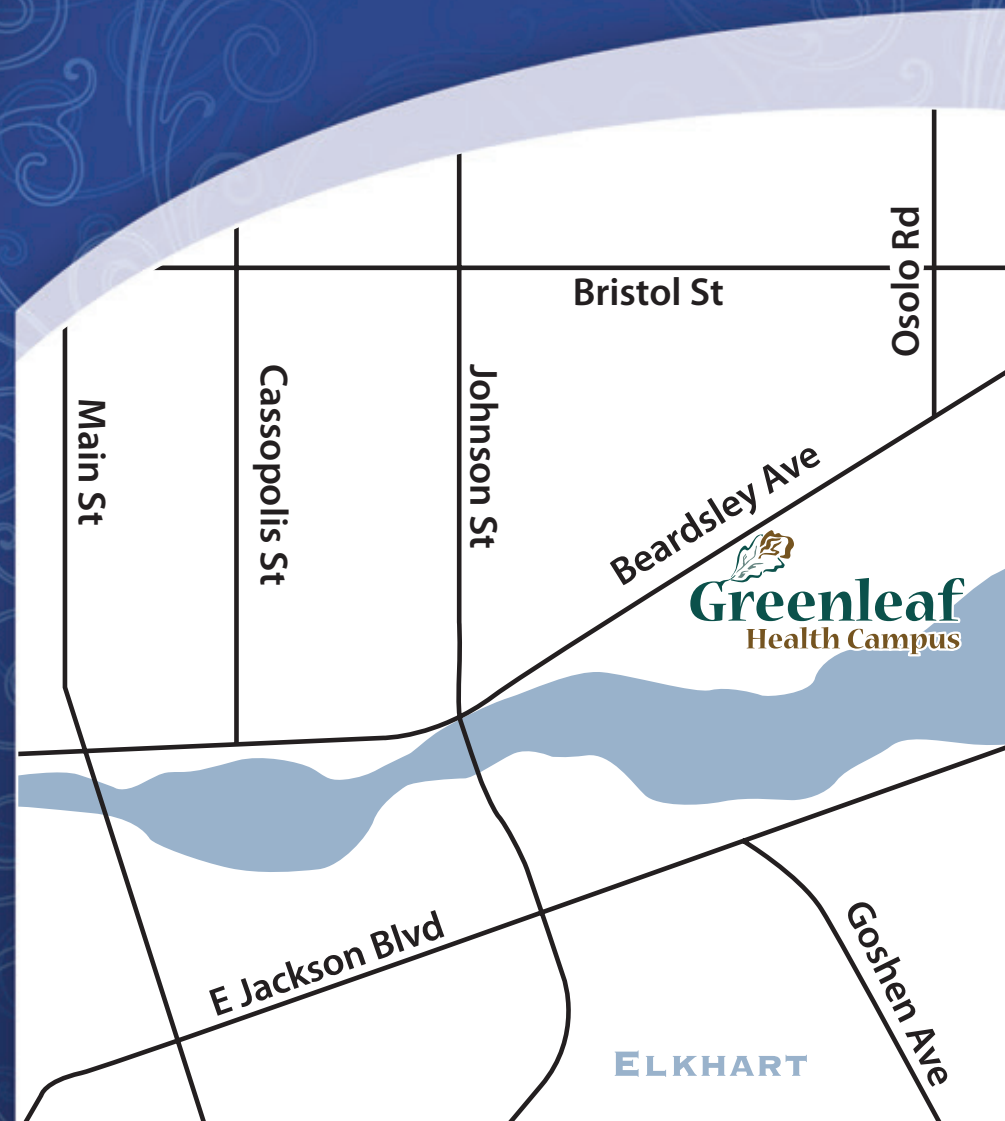 Osolo Rd
Bristol St
Main St
Cassopolis St
Johnson St
Beardsley Ave
Greenleaf
Health Campus
E Jackson Blvd
Goshen Ave
ELKHART